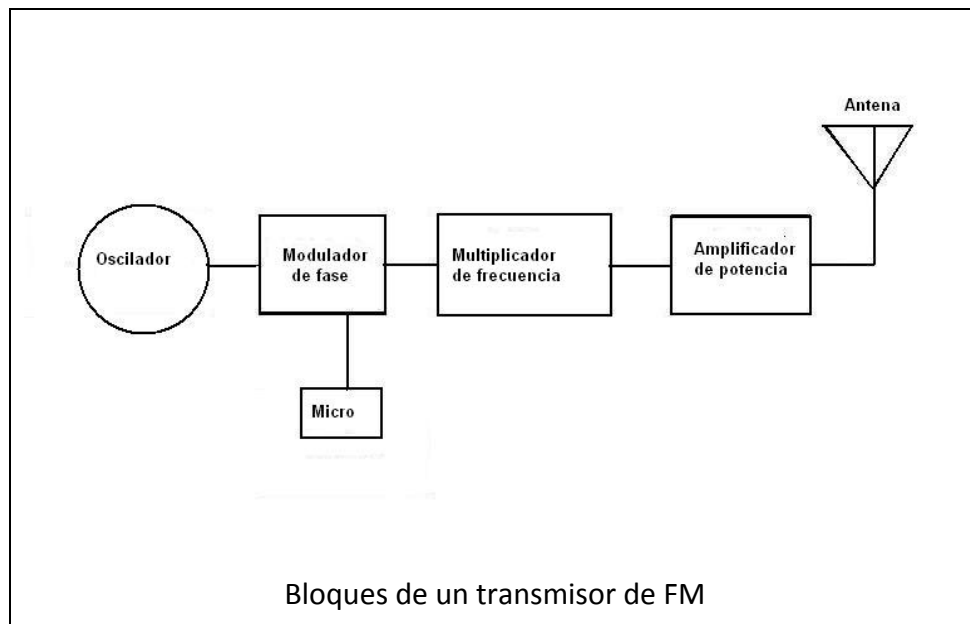 Antena
Oscilador
Modulador
de fase
Multiplicador
de frecuencia
Amplificador
de potencia
Micro
Bloques de un transmisor de FM